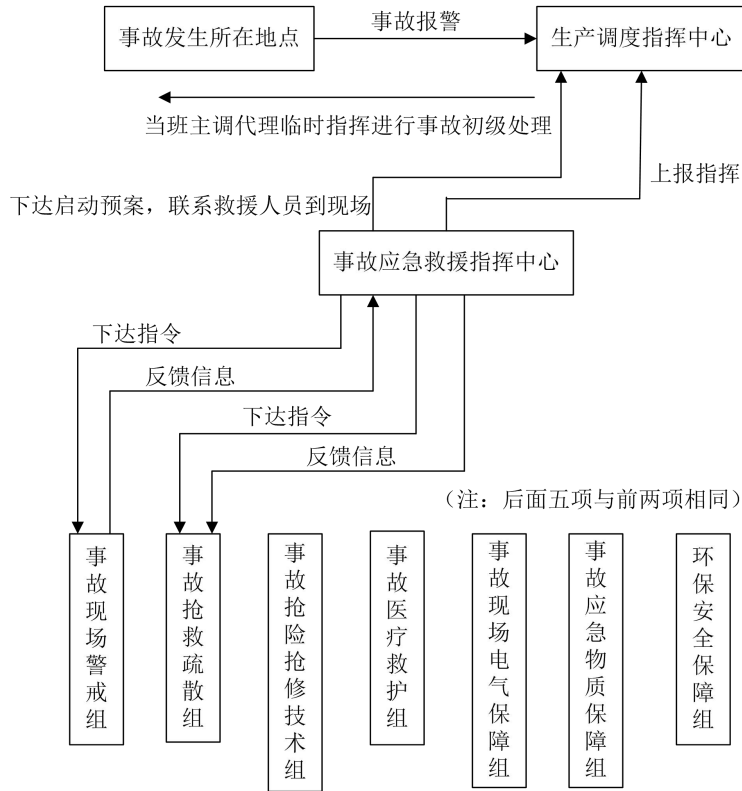 事故发生所在地点
事故报警
生产调度指挥中心
当班主调代理临时指挥进行事故初级处理
上报指挥
下达启动预案，联系救援人员到现场
事故应急救援指挥中心
下达指令
反馈信息
下达指令
反馈信息
（注：后面五项与前两项相同）
事故现场警戒组
事故抢救疏散组
事故抢险抢修技术组
事故医疗救护组
事故现场电气保障组
事故应急物质保障组
环保安全保障组